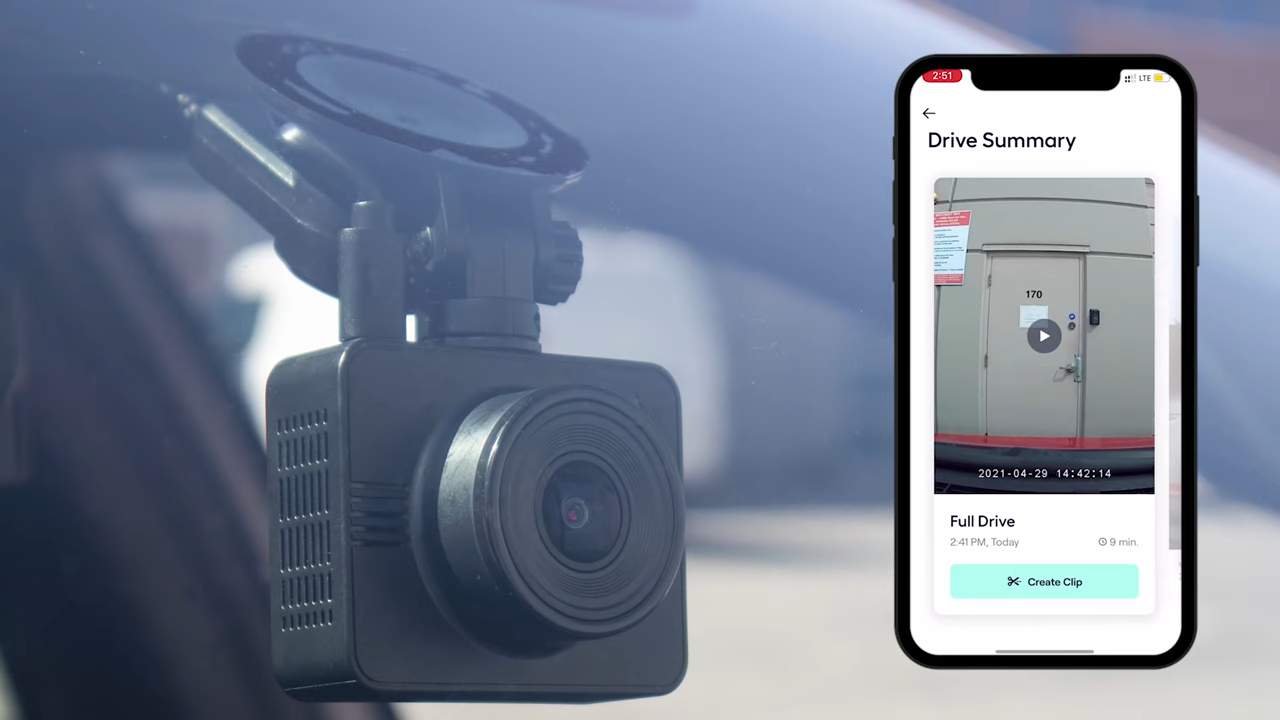 2:51
LTE
Drive Summary
170
2021-04-29 14:42:14
Full Drive
2:41 PM, Today
9 min.
Create Clip